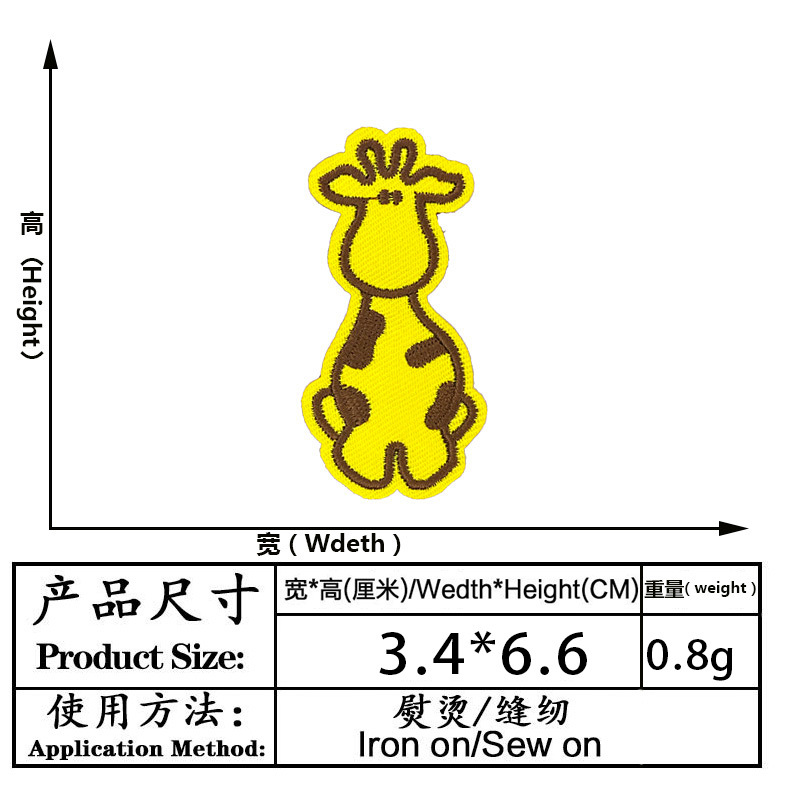 高（Height）
宽（Wdeth）
产品尺寸
Product Size:
宽*高(厘米)/Wedth*Height(CM)
重量( weight )
3.4*6.6
0.8g
使用方法：
Application Method:
熨烫/缝纫
Iron on/Sew on